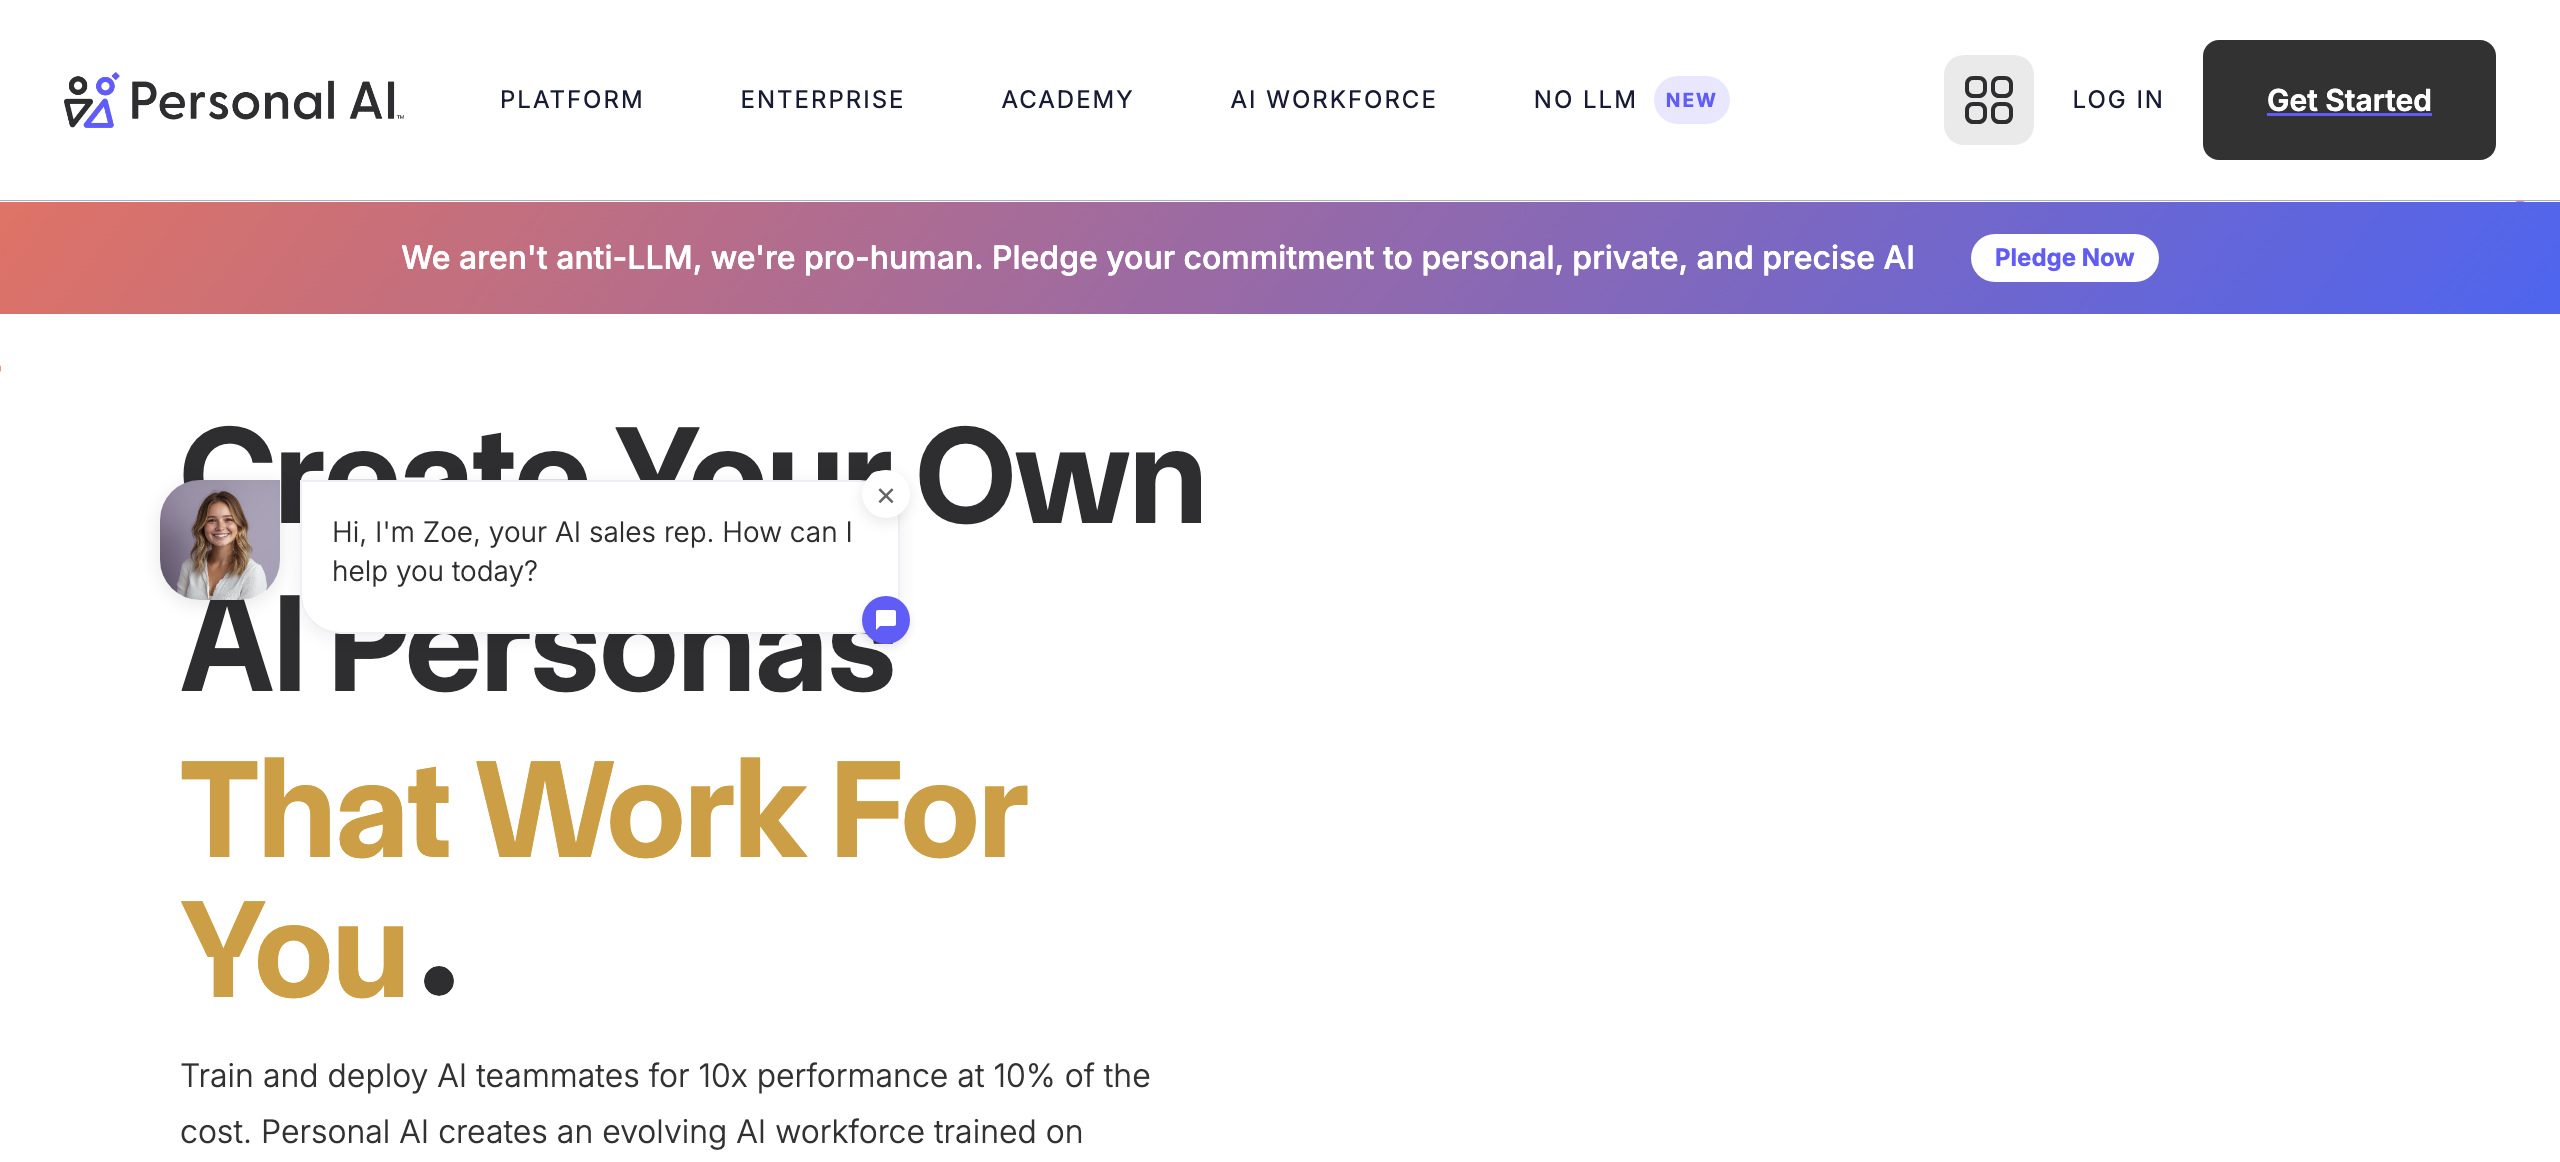 Personal AI™
PLATFORM
ENTERPRISE
ACADEMY
AI WORKFORCE
NO LLM NEW
LOG IN
Get Started
We aren't anti-LLM, we're pro-human. Pledge your commitment to personal, private, and precise AI
Pledge Now
Create Your Own
Hi, I'm Zoe, your AI sales rep. How can I
help you today?
AI Personas
That Work For
You.
Train and deploy AI teammates for 10x performance at 10% of the
cost. Personal AI creates an evolving AI workforce trained on